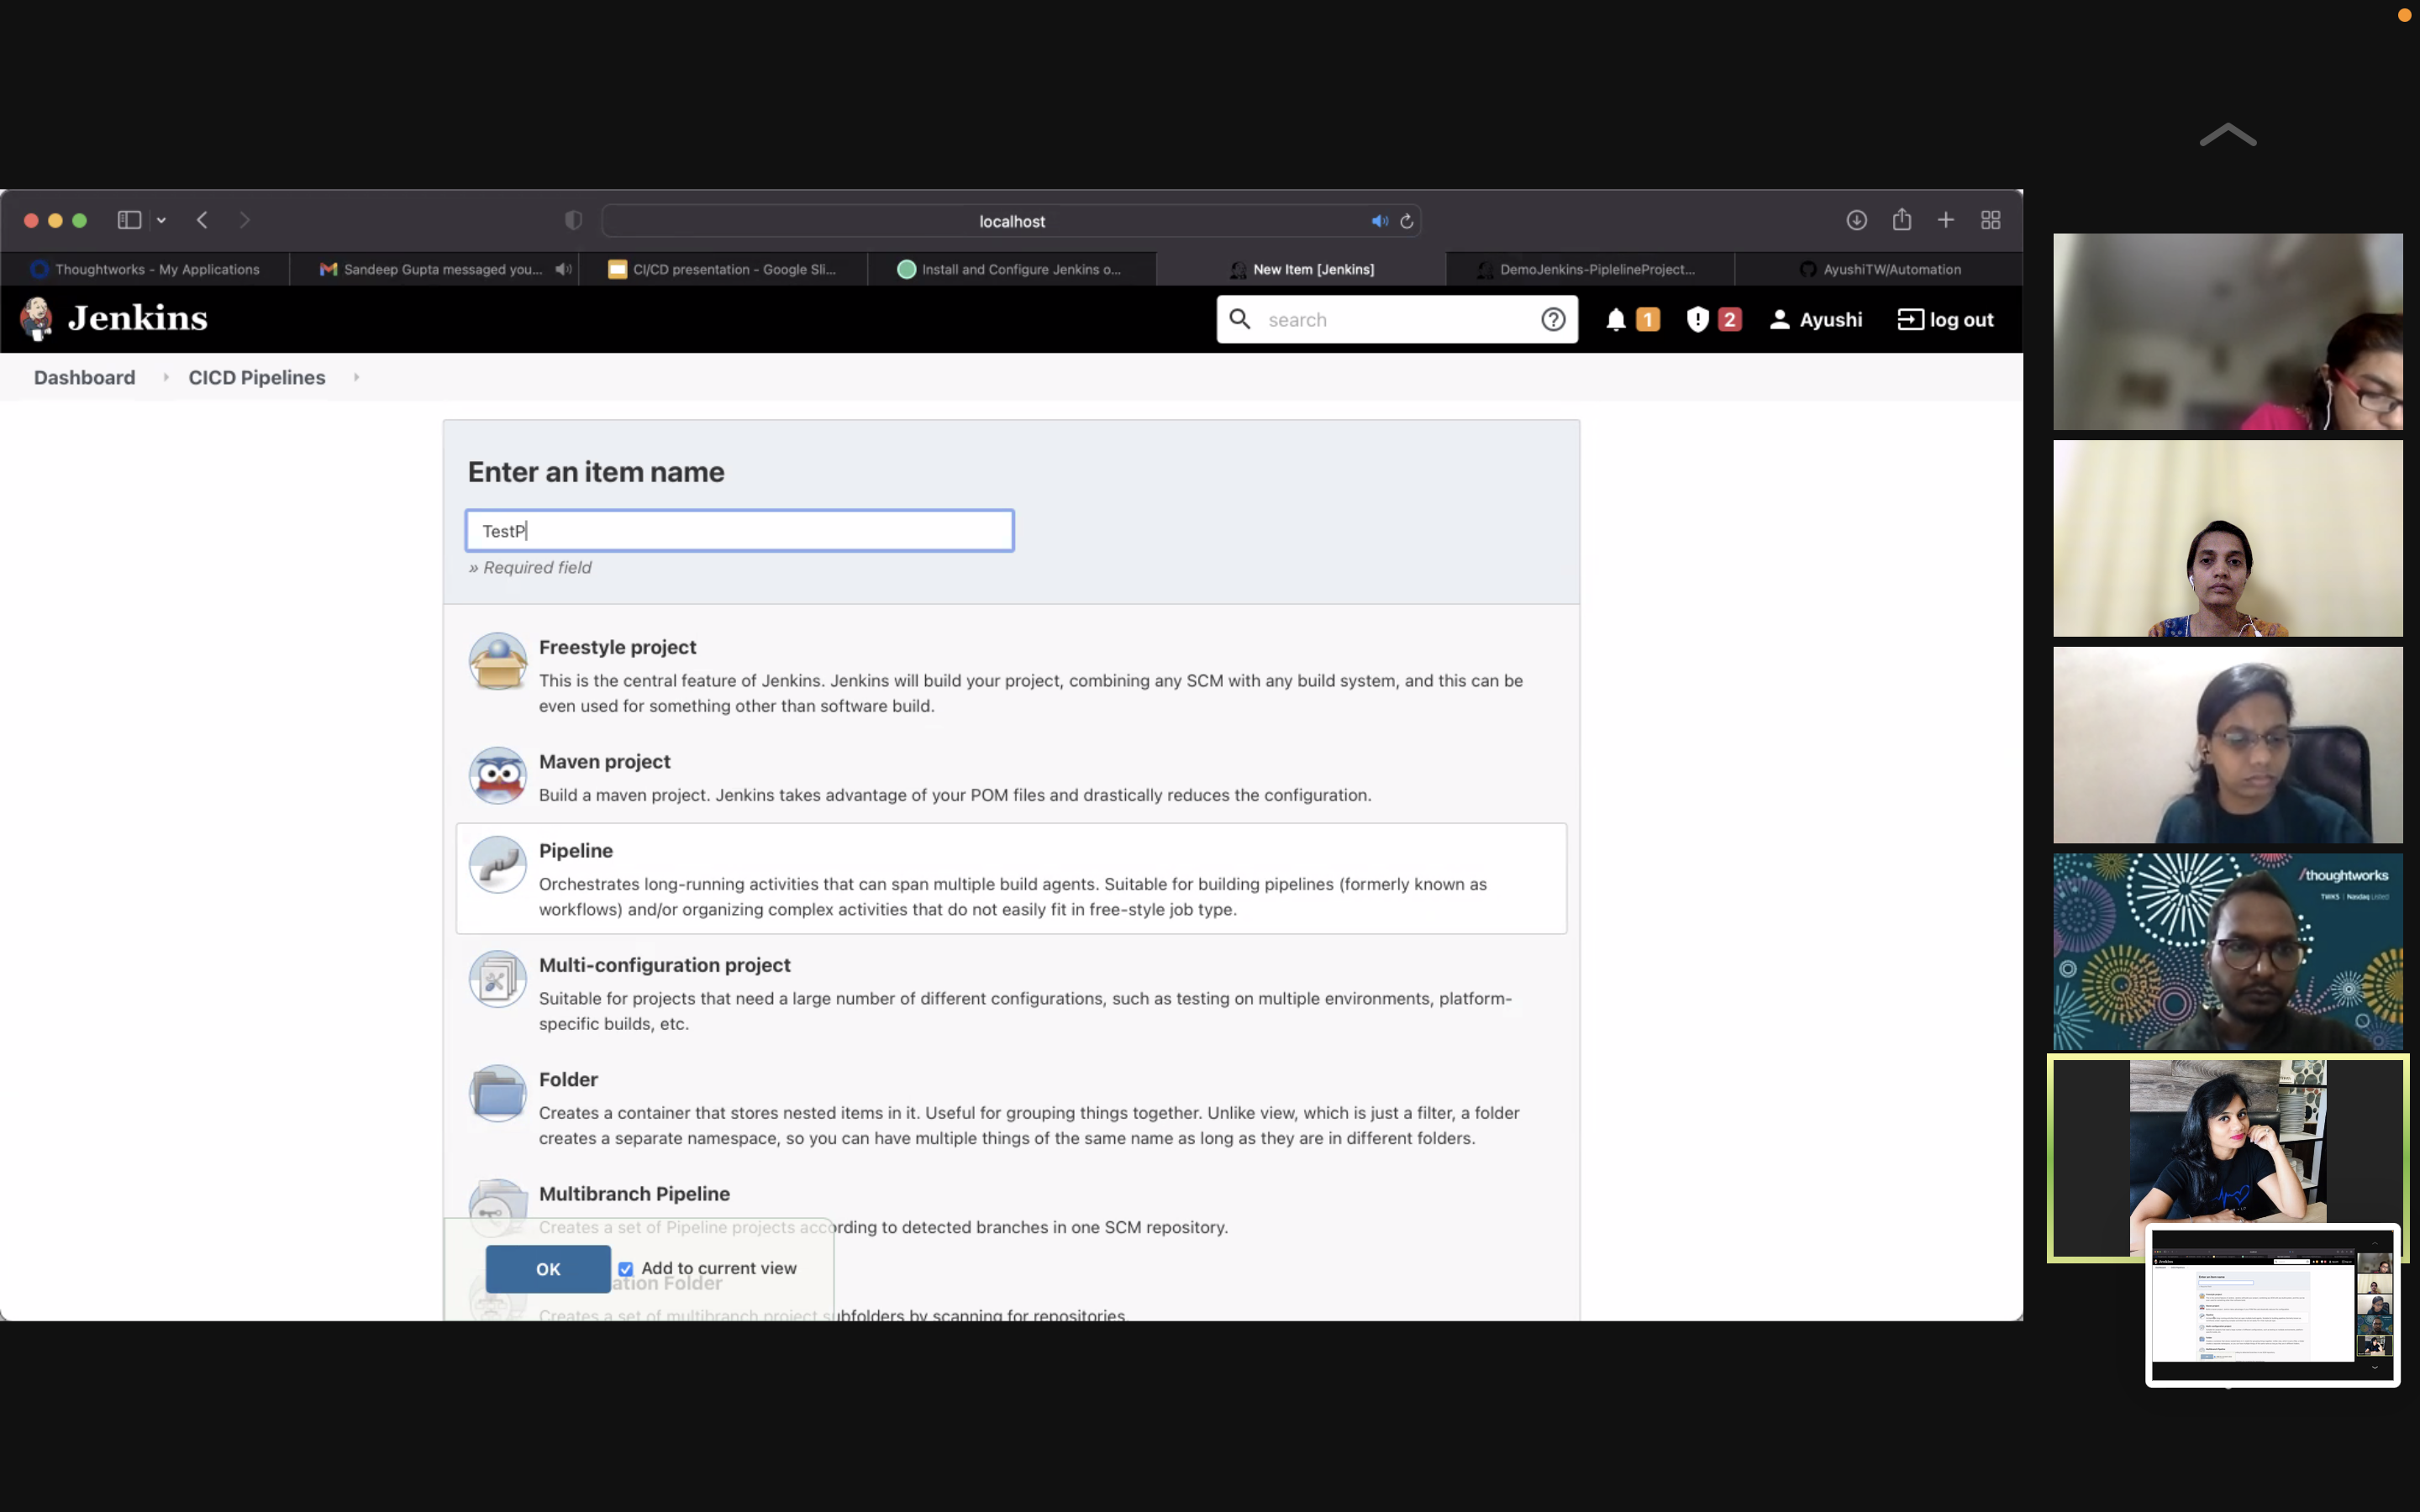 localhost
Thoughtworks - My Applications
Sandeep Gupta messaged you...
CI/CD presentation - Google Sli...
Install and Configure Jenkins o...
New Item [Jenkins]
DemoJenkins-PiplelineProject...
AyushiTW/Automation
Jenkins
search
1
2
Ayushi
log out
Dashboard
CICD Pipelines
Enter an item name
TestP
» Required field
Freestyle project
This is the central feature of Jenkins. Jenkins will build your project, combining any SCM with any build system, and this can be
even used for something other than software build.
Maven project
Build a maven project. Jenkins takes advantage of your POM files and drastically reduces the configuration.
Pipeline
Orchestrates long-running activities that can span multiple build agents. Suitable for building pipelines (formerly known as
workflows) and/or organizing complex activities that do not easily fit in free-style job type.
Multi-configuration project
Suitable for projects that need a large number of different configurations, such as testing on multiple environments, platform-
specific builds, etc.
Folder
Creates a container that stores nested items in it. Useful for grouping things together. Unlike view, which is just a filter, a folder
creates a separate namespace, so you can have multiple things of the same name as long as they are in different folders.
Multibranch Pipeline
Creates a set of Pipeline projects according to detected branches in one SCM repository.
OK
Add to current view
ation Folder
Creates a set of multibranch project subfolders by scanning for repositories.
/thoughtworks
TWKS | Nasdaq Listed